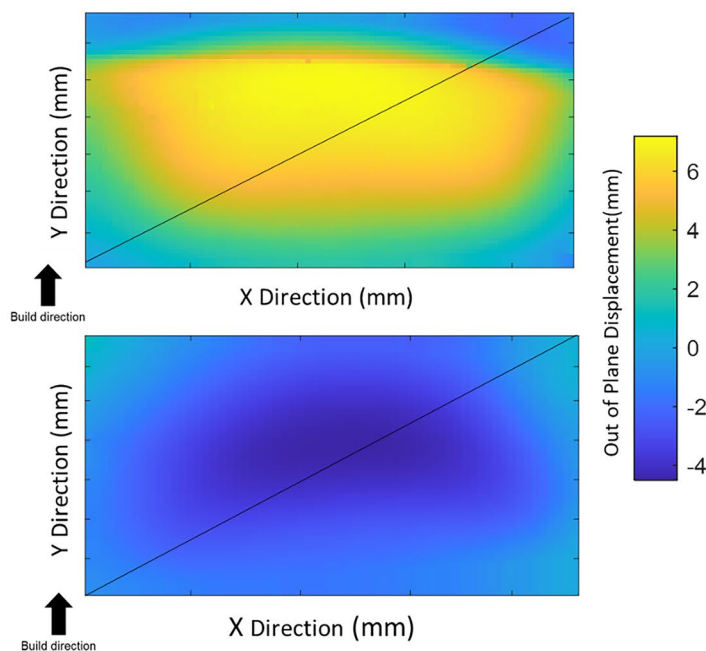 Y Direction (mm)
X Direction (mm)
Build direction
Y Direction (mm)
X Direction (mm)
Build direction
Out of Plane Displacement(mm)
6
4
2
0
-2
-4